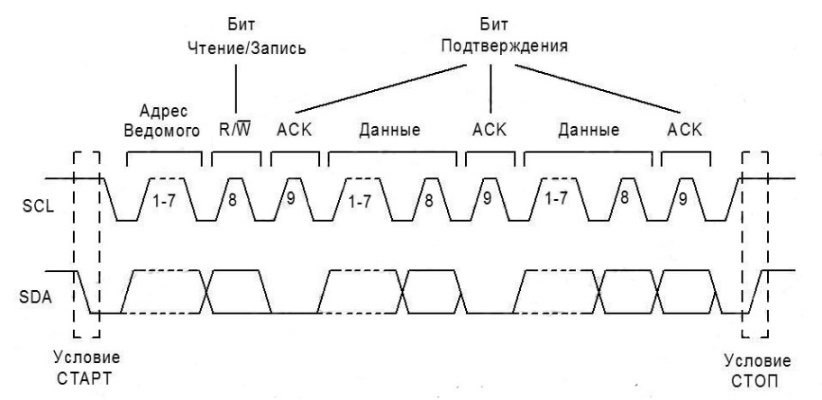 Бит
Чтение/Запись
Бит
Подтверждения
Адрес
Ведомого
R/W̅
ACK
Данные
ACK
Данные
ACK
SCL
1-7
8
9
1-7
8
9
1-7
8
9
SDA
Условие
СТАРТ
Условие
СТОП